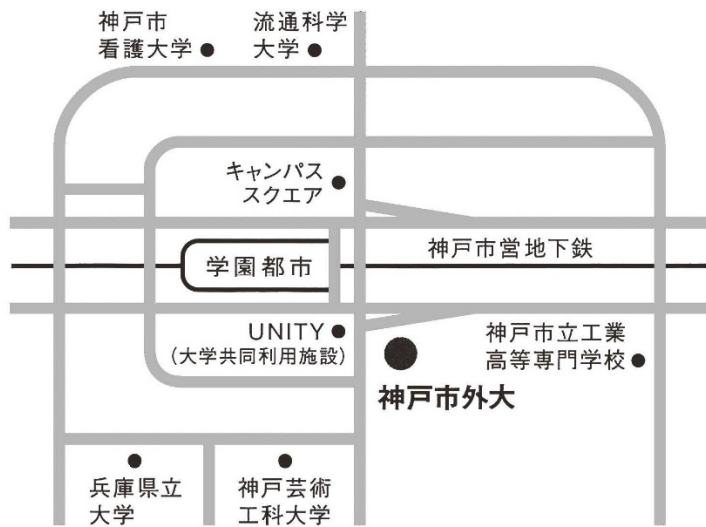 神戸市
看護大学
流通科学
大学
キャンパス
スクエア
学園都市
神戸市営地下鉄
UNITY
（大学共同利用施設）
神戸市立工業
高等専門学校
神戸市外大
兵庫県立
大学
神戸芸術
工科大学